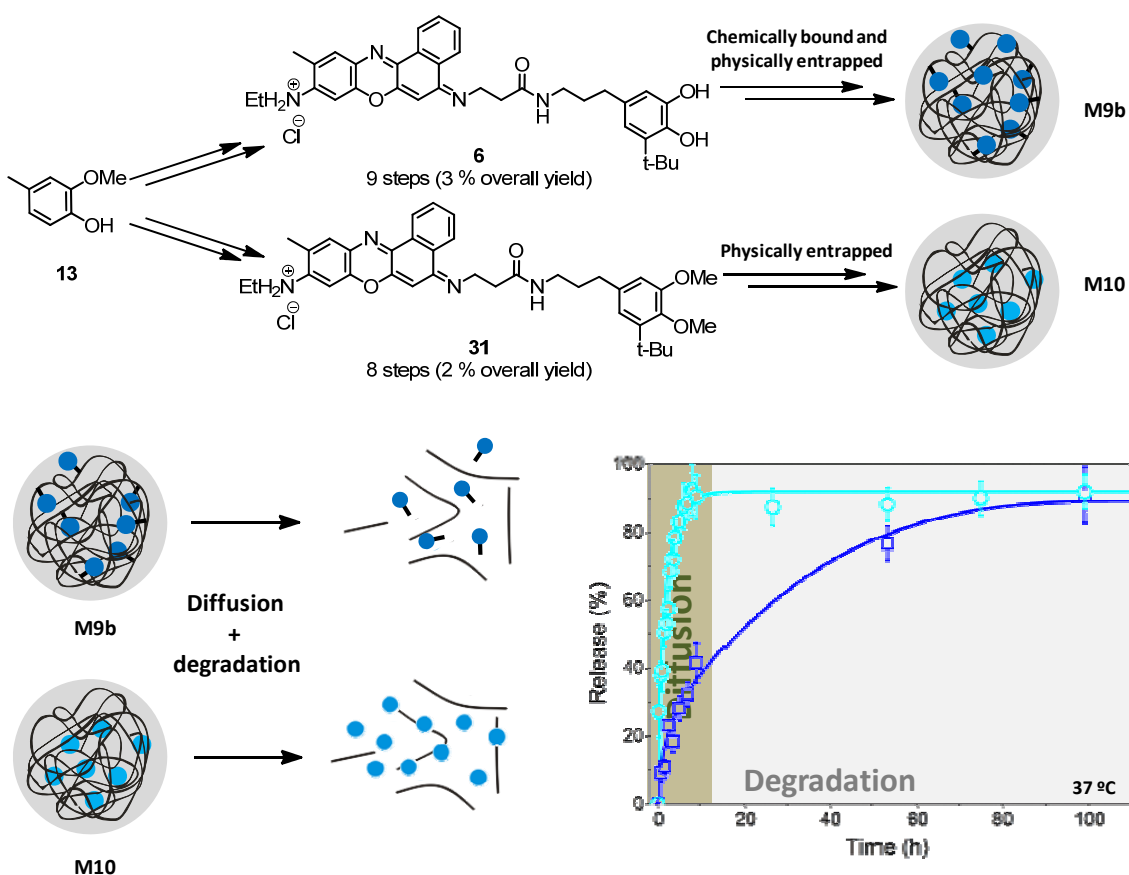 N
O
N
EtH2N⊕
Cl⊖
O
N
H
OH
OH
t-Bu
6
9 steps (3 % overall yield)
Chemically bound and
physically entrapped
M9b
OMe
OH
13
N
O
N
EtH2N⊕
Cl⊖
O
N
H
OMe
OMe
t-Bu
31
8 steps (2 % overall yield)
Physically entrapped
M10
M9b
Diffusion
+
degradation
M10
100
80
60
40
20
0
Release (%)
Diffusion
Degradation
37 ºC
0 20 40 60 80 100
Time (h)